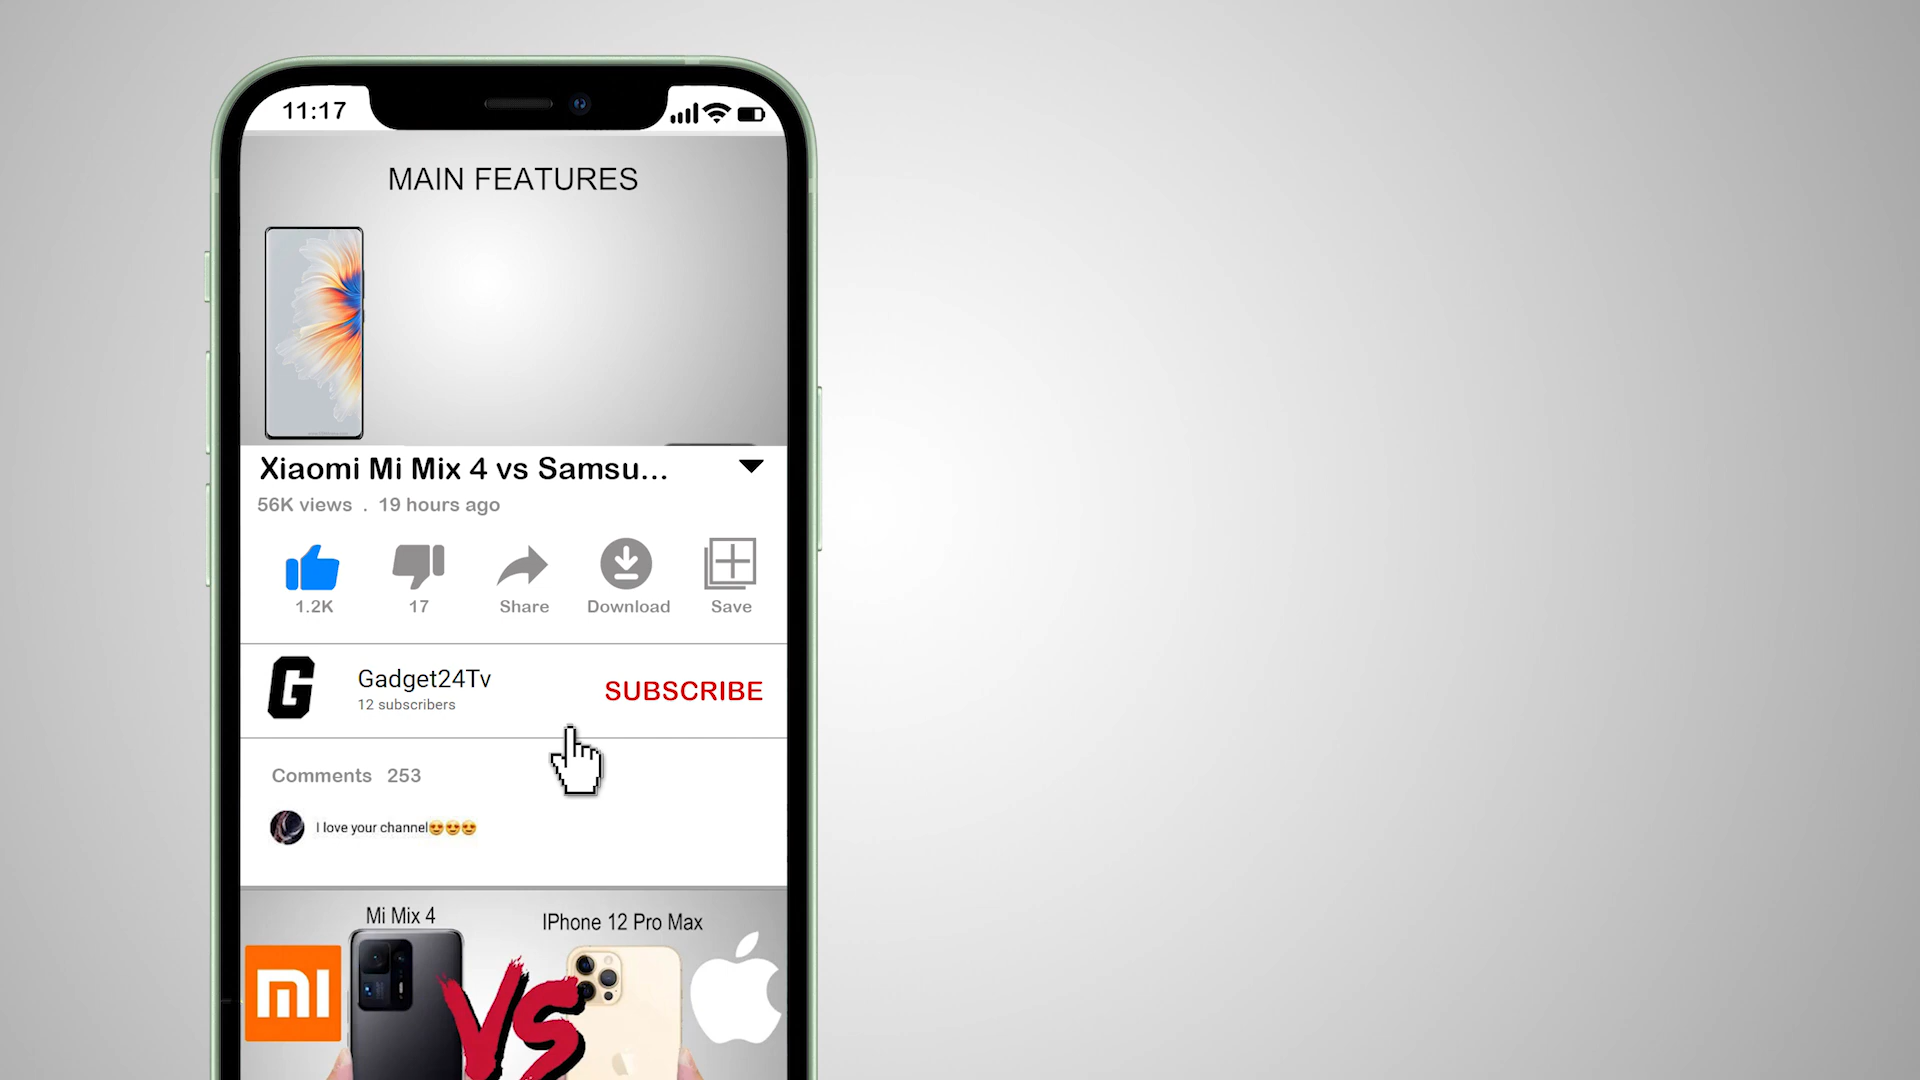 11:17
MAIN FEATURES
Xiaomi Mi Mix 4 vs Samsu...
56K views . 19 hours ago
1.2K 17 Share Download Save
G
Gadget24Tv
12 subscribers
SUBSCRIBE
Comments 253
I love your channel😍😍😍
Mi Mix 4
IPhone 12 Pro Max
mi
VS